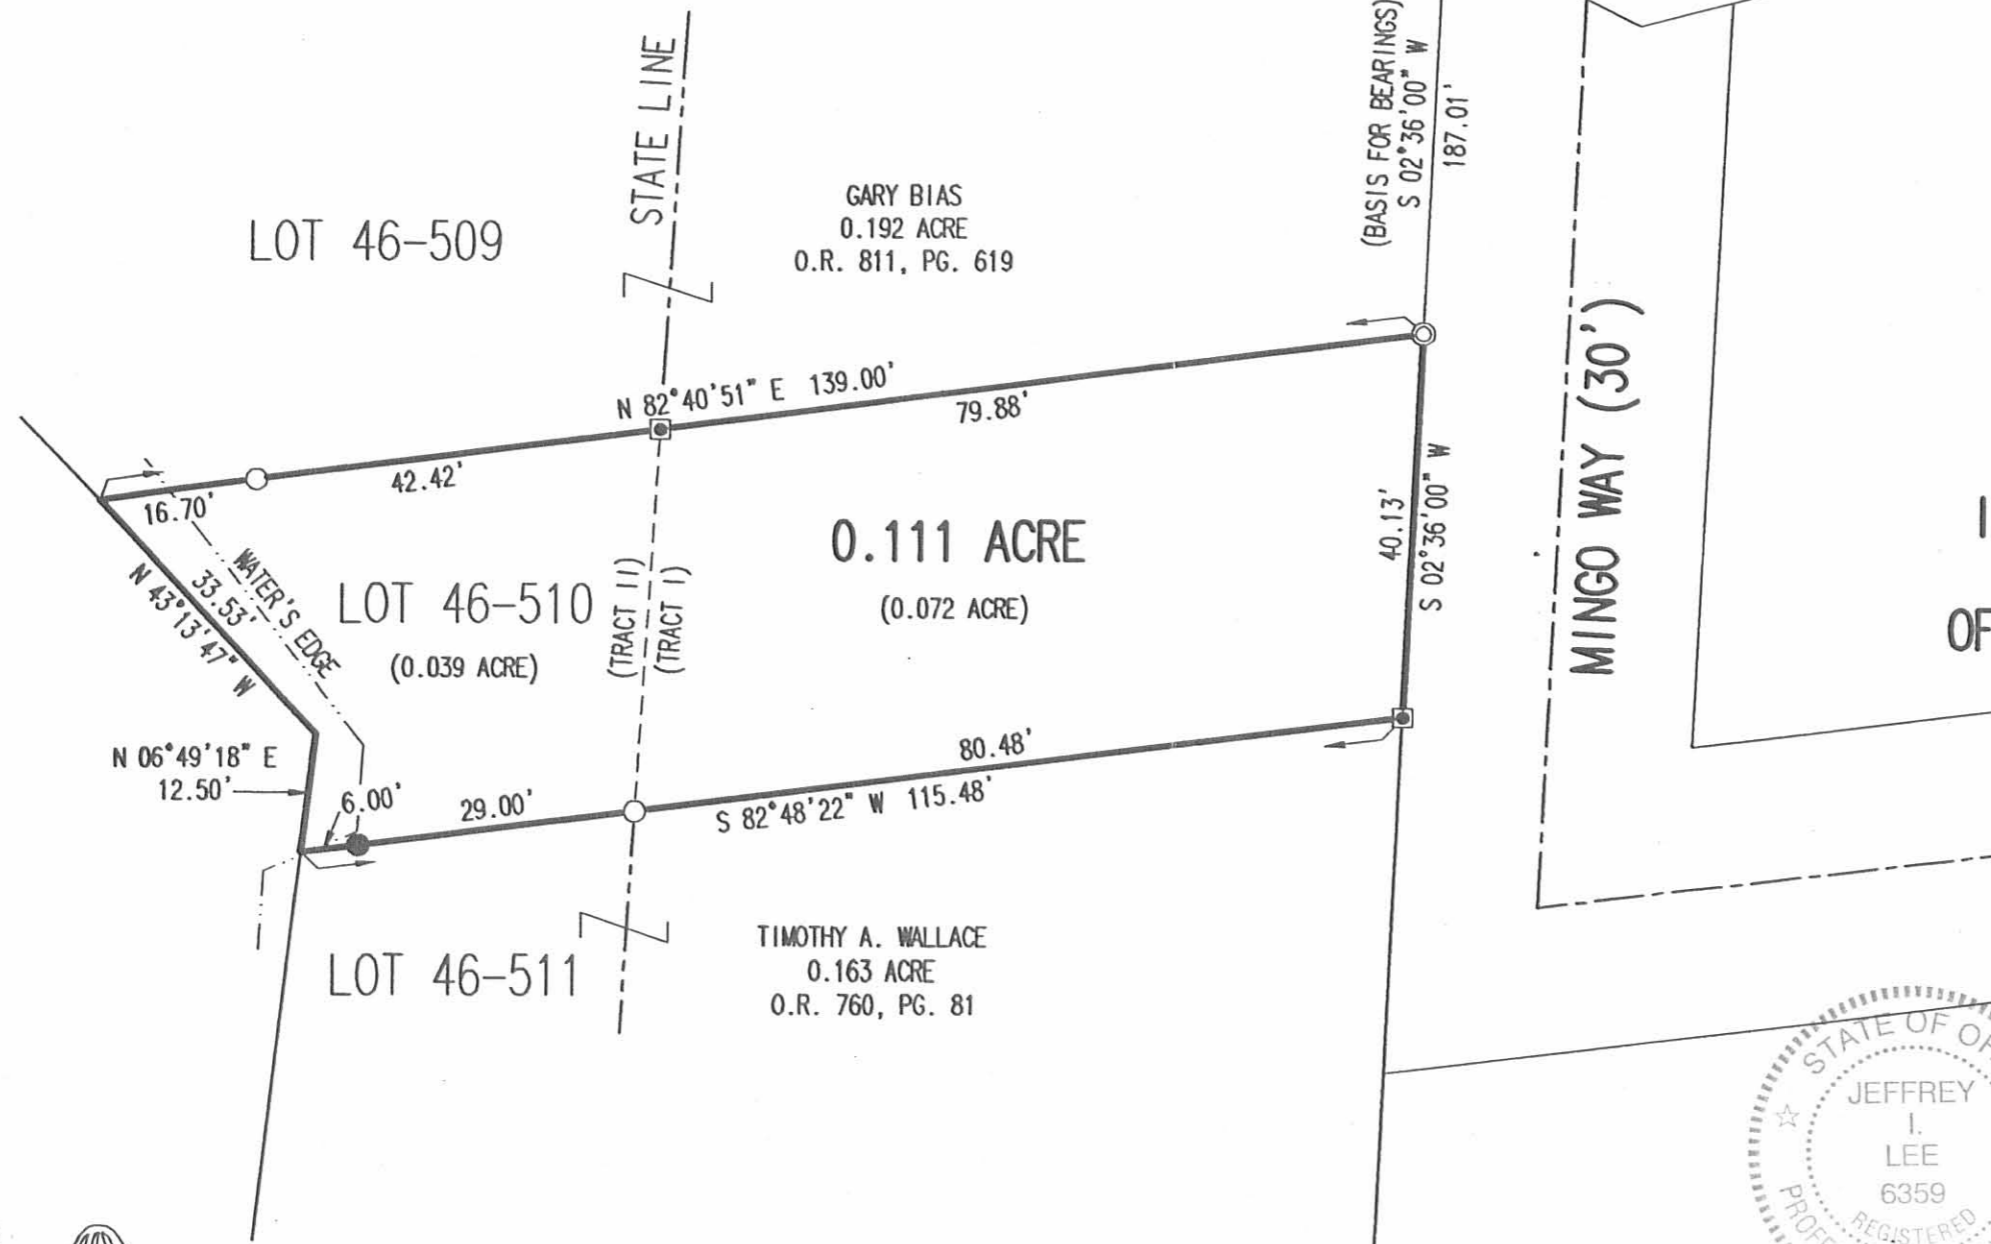 STATE LINE
(BASIS FOR BEARINGS)
S 02°36'00" W
187.01'
GARY BIAS
0.192 ACRE
O.R. 811, PG. 619
LOT 46-509
N 82°40'51" E 139.00'
79.88'
42.42'
16.70'
MINGO WAY (30')
40.13'
S 02°36'00" W
0.111 ACRE
(0.072 ACRE)
WATER'S EDGE
33.53'
N 43°13'47" W
LOT 46-510
(0.039 ACRE)
(TRACT II)
(TRACT I)
N 06°49'18" E
12.50'
6.00'
29.00'
80.48'
S 82°48'22" W 115.48'
LOT 46-511
TIMOTHY A. WALLACE
0.163 ACRE
O.R. 760, PG. 81
STATE OF
JEFFREY
I.
LEE
6359
REGISTERED